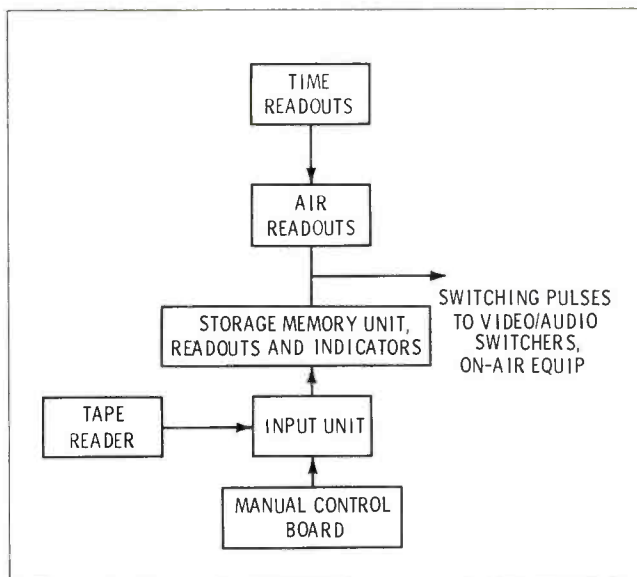 TIME
READOUTS
AIR
READOUTS
SWITCHING PULSES
TO VIDEO/AUDIO
SWITCHERS,
ON-AIR EQUIP
STORAGE MEMORY UNIT,
READOUTS AND INDICATORS
TAPE
READER
INPUT UNIT
MANUAL CONTROL
BOARD